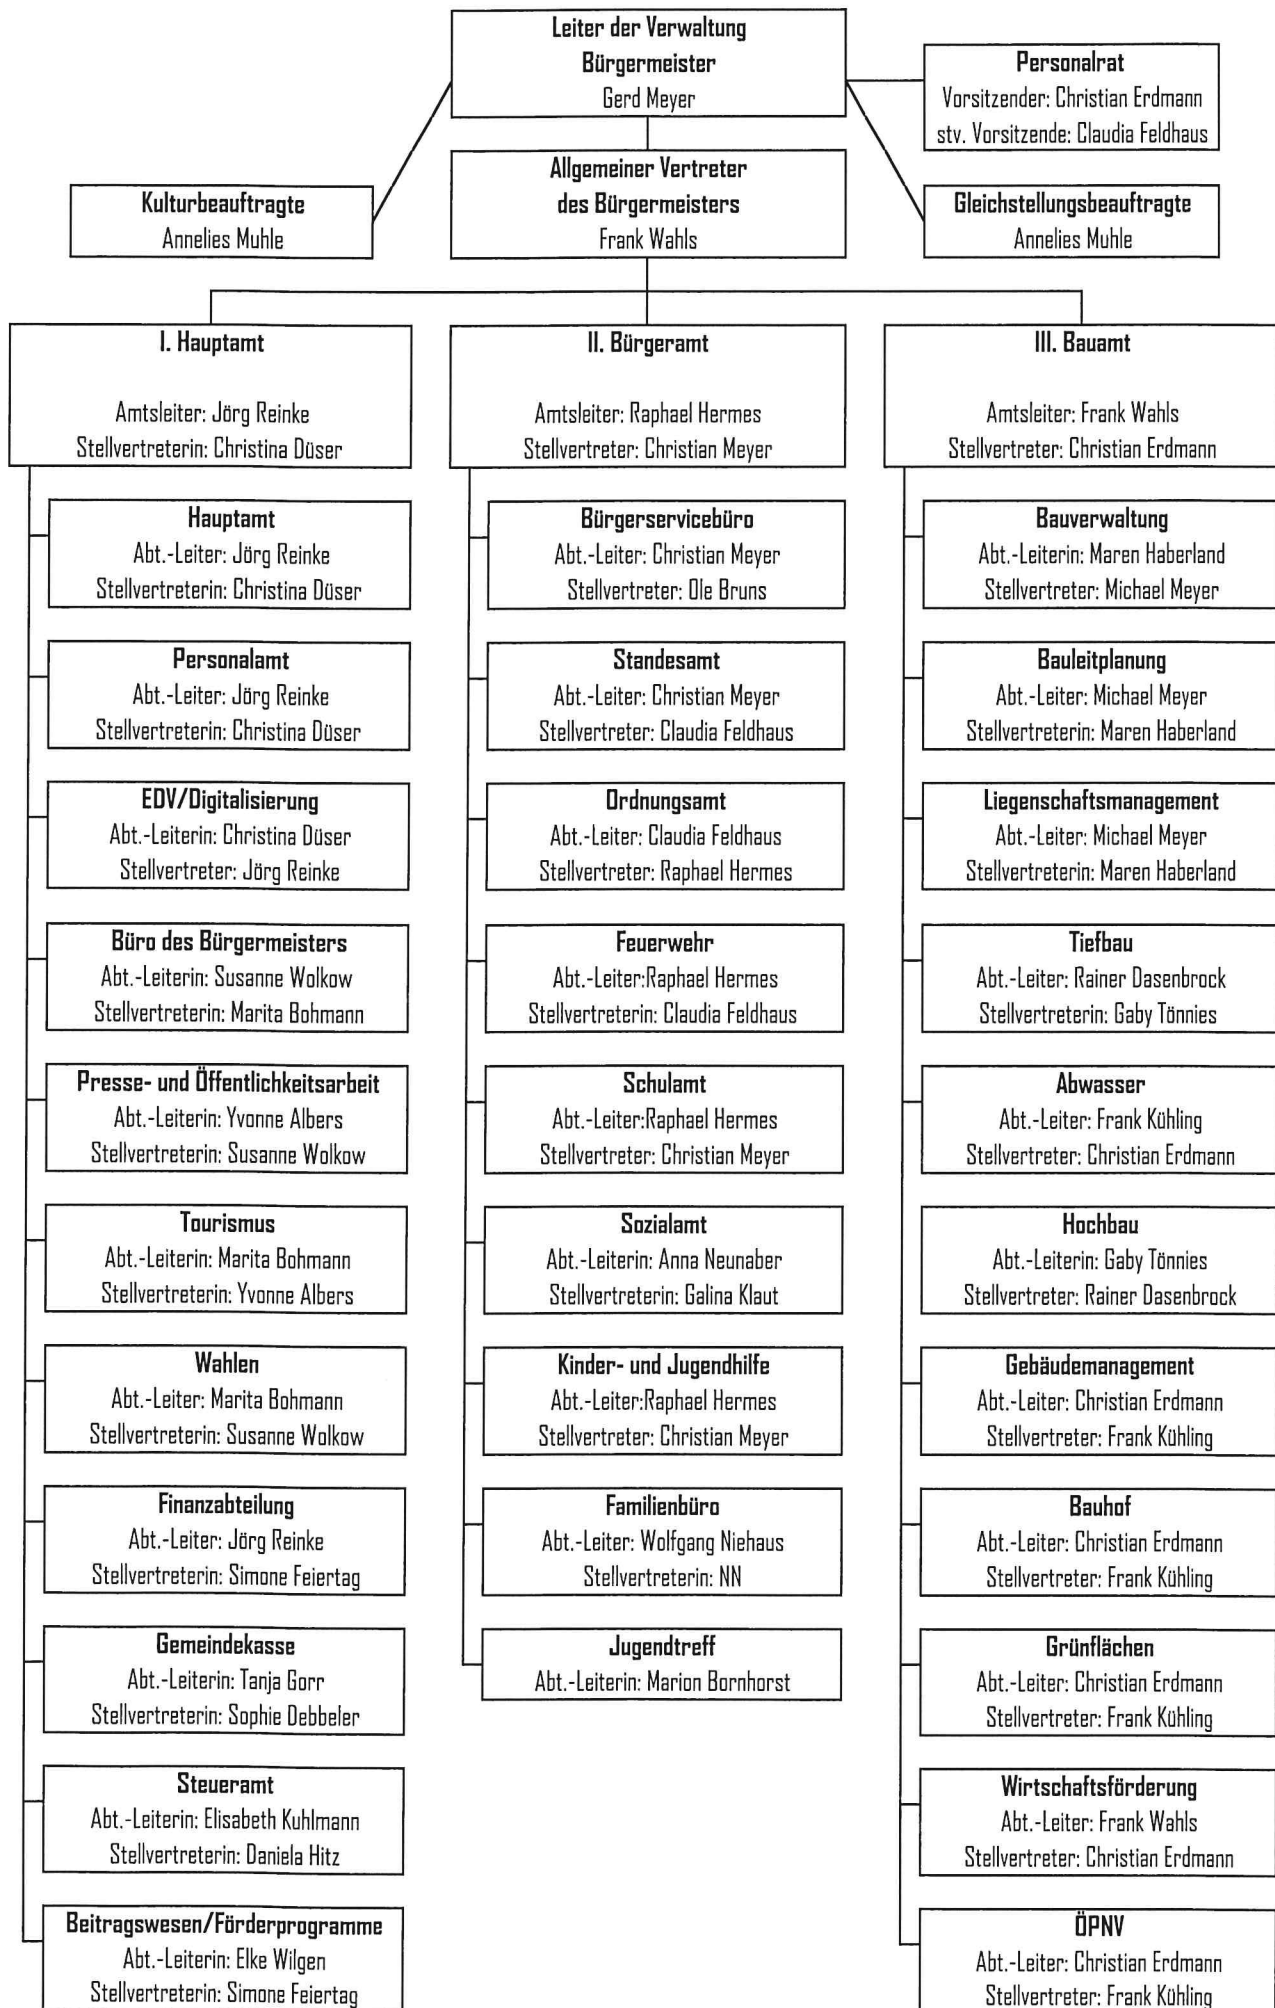 Leiter der Verwaltung
Bürgermeister
Gerd Meyer
Personalrat
Vorsitzender: Christian Erdmann
stv. Vorsitzende: Claudia Feldhaus
Allgemeiner Vertreter
des Bürgermeisters
Frank Wahls
Kulturbeauftragte
Annelies Muhle
Gleichstellungsbeauftragte
Annelies Muhle
I. Hauptamt
Amtsleiter: Jörg Reinke
Stellvertreterin: Christina Düser
Hauptamt
Abt.-Leiter: Jörg Reinke
Stellvertreterin: Christina Düser
Personalamt
Abt.-Leiter: Jörg Reinke
Stellvertreterin: Christina Düser
EDV/Digitalisierung
Abt.-Leiterin: Christina Düser
Stellvertreter: Jörg Reinke
Büro des Bürgermeisters
Abt.-Leiterin: Susanne Wolkow
Stellvertreterin: Marita Bohmann
Presse- und Öffentlichkeitsarbeit
Abt.-Leiterin: Yvonne Albers
Stellvertreterin: Susanne Wolkow
Tourismus
Abt.-Leiterin: Marita Bohmann
Stellvertreterin: Yvonne Albers
Wahlen
Abt.-Leiter: Marita Bohmann
Stellvertreterin: Susanne Wolkow
Finanzabteilung
Abt.-Leiter: Jörg Reinke
Stellvertreterin: Simone Feiertag
Gemeindekasse
Abt.-Leiterin: Tanja Gorr
Stellvertreterin: Sophie Debbeler
Steueramt
Abt.-Leiterin: Elisabeth Kuhlmann
Stellvertreterin: Daniela Hitz
Beitragswesen/Förderprogramme
Abt.-Leiterin: Elke Wilgen
Stellvertreterin: Simone Feiertag
II. Bürgeramt
Amtsleiter: Raphael Hermes
Stellvertreter: Christian Meyer
Bürgerservicebüro
Abt.-Leiter: Christian Meyer
Stellvertreter: Ole Bruns
Standesamt
Abt.-Leiter: Christian Meyer
Stellvertreter: Claudia Feldhaus
Ordnungsamt
Abt.-Leiter: Claudia Feldhaus
Stellvertreter: Raphael Hermes
Feuerwehr
Abt.-Leiter:Raphael Hermes
Stellvertreterin: Claudia Feldhaus
Schulamt
Abt.-Leiter:Raphael Hermes
Stellvertreter: Christian Meyer
Sozialamt
Abt.-Leiterin: Anna Neunaber
Stellvertreterin: Galina Klaut
Kinder- und Jugendhilfe
Abt.-Leiter:Raphael Hermes
Stellvertreter: Christian Meyer
Familienbüro
Abt.-Leiter: Wolfgang Niehaus
Stellvertreterin: NN
Jugendtreff
Abt.-Leiterin: Marion Bornhorst
III. Bauamt
Amtsleiter: Frank Wahls
Stellvertreter: Christian Erdmann
Bauverwaltung
Abt.-Leiterin: Maren Haberland
Stellvertreter: Michael Meyer
Bauleitplanung
Abt.-Leiter: Michael Meyer
Stellvertreterin: Maren Haberland
Liegenschaftsmanagement
Abt.-Leiter: Michael Meyer
Stellvertreterin: Maren Haberland
Tiefbau
Abt.-Leiter: Rainer Dasenbrock
Stellvertreterin: Gaby Tönnies
Abwasser
Abt.-Leiter: Frank Kühling
Stellvertreter: Christian Erdmann
Hochbau
Abt.-Leiterin: Gaby Tönnies
Stellvertreter: Rainer Dasenbrock
Gebäudemanagement
Abt.-Leiter: Christian Erdmann
Stellvertreter: Frank Kühling
Bauhof
Abt.-Leiter: Christian Erdmann
Stellvertreter: Frank Kühling
Grünflächen
Abt.-Leiter: Christian Erdmann
Stellvertreter: Frank Kühling
Wirtschaftsförderung
Abt.-Leiter: Frank Wahls
Stellvertreter: Christian Erdmann
ÖPNV
Abt.-Leiter: Christian Erdmann
Stellvertreter: Frank Kühling